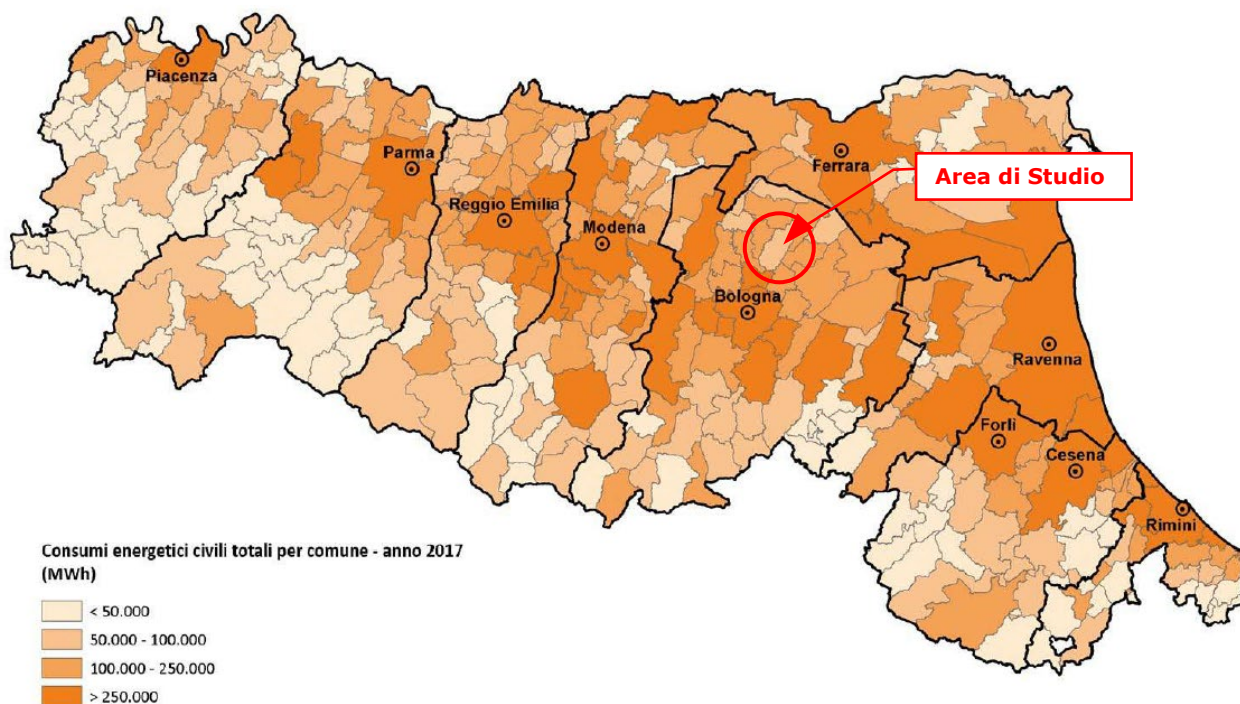 Piacenza
Parma
Reggio Emilia
Modena
Ferrara
Area di Studio
Bologna
Ravenna
Forlì
Cesena
Rimini
Consumi energetici civili totali per comune - anno 2017
(MWh)
< 50.000
50.000 - 100.000
100.000 - 250.000
> 250.000